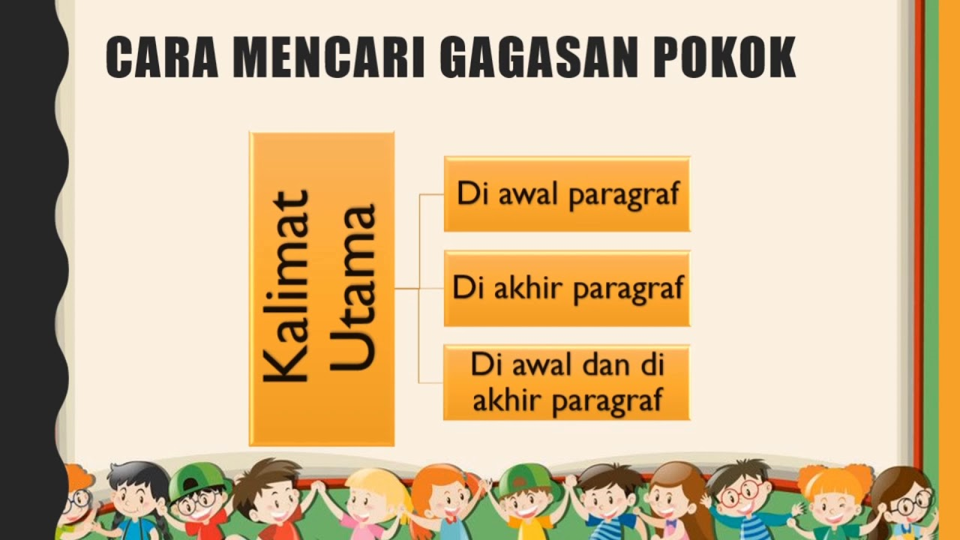 CARA MENCARI GAGASAN POKOK
Kalimat
Utama
Di awal paragraf
Di akhir paragraf
Di awal dan di
akhir paragraf